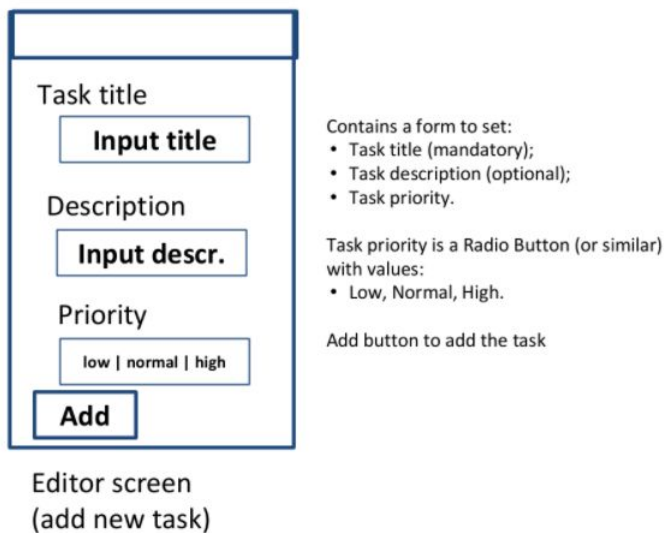 Task title
Input title
Description
Input descr.
Priority
low | normal | high
Add
Editor screen
(add new task)
Contains a form to set:
• Task title (mandatory);
• Task description (optional);
• Task priority.
Task priority is a Radio Button (or similar)
with values:
• Low, Normal, High.
Add button to add the task